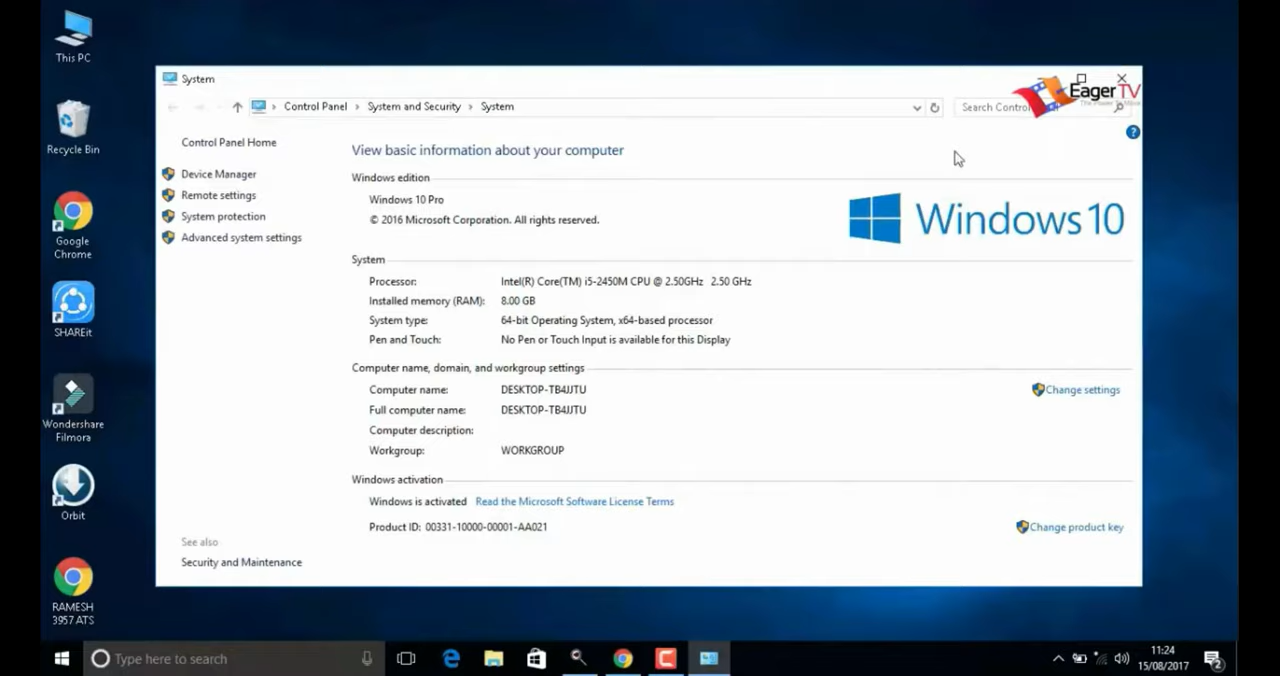 This PC
Recycle Bin
Google
Chrome
SHAREit
Wondershare
Filmora
Orbit
RAMESH
3957 ATS
System
EagerTV
Control Panel > System and Security > System
Search Contro
Control Panel Home
Device Manager
Remote settings
System protection
Advanced system settings
See also
Security and Maintenance
View basic information about your computer
Windows edition
Windows 10 Pro
© 2016 Microsoft Corporation. All rights reserved.
Windows 10
System
Processor: Intel(R) Core(TM) i5-2450M CPU @ 2.50GHz 2.50 GHz
Installed memory (RAM): 8.00 GB
System type: 64-bit Operating System, x64-based processor
Pen and Touch: No Pen or Touch Input is available for this Display
Computer name, domain, and workgroup settings
Computer name: DESKTOP-TB4JJTU
Change settings
Full computer name: DESKTOP-TB4JJTU
Computer description:
Workgroup: WORKGROUP
Windows activation
Windows is activated Read the Microsoft Software License Terms
Product ID: 00331-10000-00001-AA021
Change product key
Type here to search
11:24
15/08/2017
2